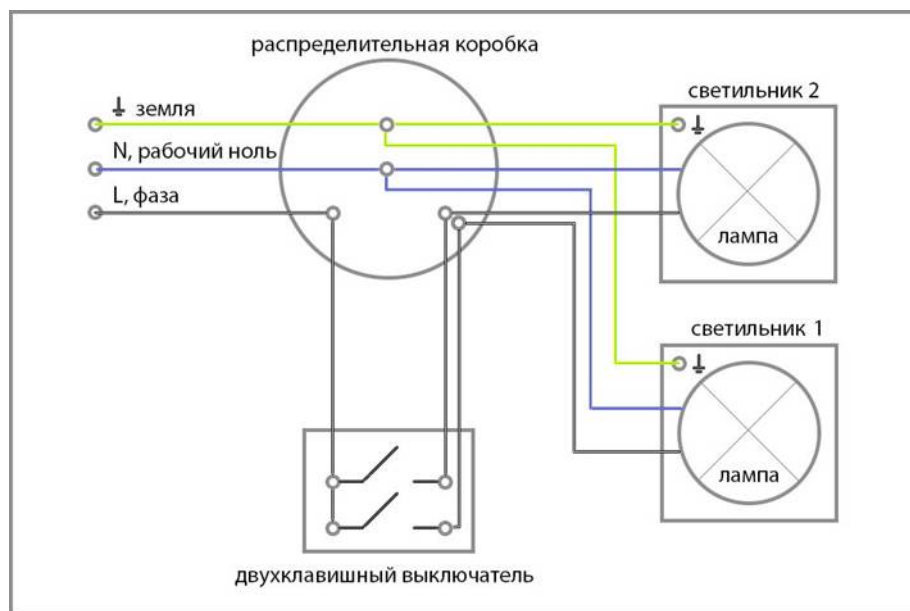 распределительная коробка
земля
N, рабочий ноль
L, фаза
светильник 2
лампа
светильник 1
лампа
двухклавишный выключатель